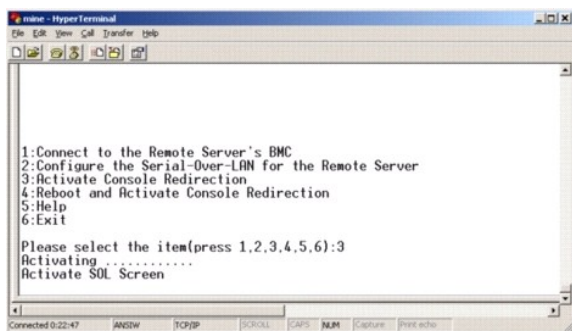 mine - HyperTerminal
File Edit View Call Transfer Help
1:Connect to the Remote Server's BMC
2:Configure the Serial-Over-LAN for the Remote Server
3:Activate Console Redirection
4:Reboot and Activate Console Redirection
5:Help
6:Exit
Please select the item(press 1,2,3,4,5,6):3
Activating ............
Activate SOL Screen
Connected 0:22:47 ANSIW TCP/IP SCROLL CAPS NUM Capture Print echo